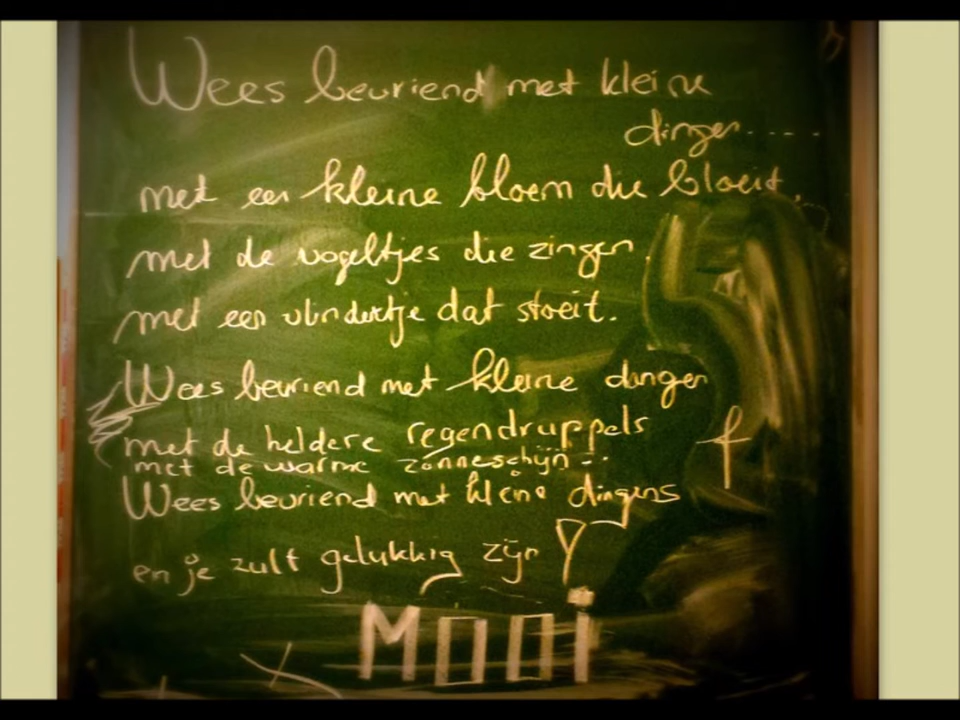 Wees bevriend met kleine
dingen.....
met een kleine bloem die bloeit.
met de vogeltjes die zingen.
met een vlindertje dat stoeit.
Wees bevriend met kleine dingen
met de heldere regendruppels
met de warme zonneschijn...
Wees bevriend met kleine dingens
en je zult gelukkig zijn
MOOi